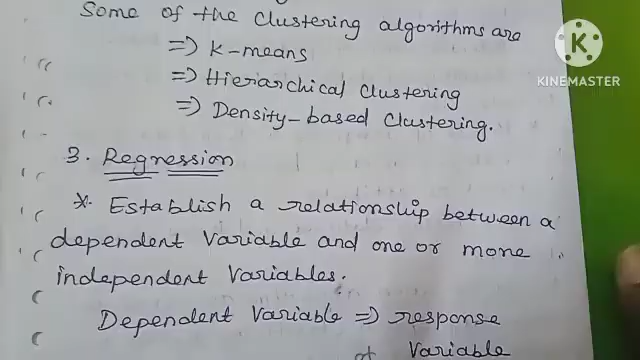 Some of the clustering algorithms are
=> K-means
=> Hierarchical clustering
=> Density-based clustering.
3. Regression
*. Establish a relationship between a
dependent variable and one or more
independent variables.
Dependent variable => response
variable
K
KINEMASTER